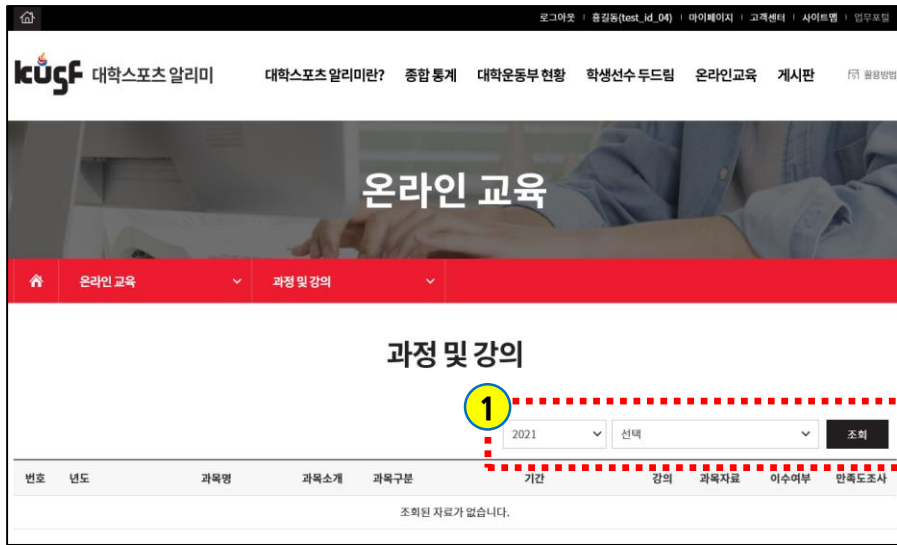 로그아웃 | 홍길동(test_id_04) | 마이페이지 | 고객센터 | 사이트맵 | 업무포털
kusf 대학스포츠 알리미 대학스포츠 알리미란? 종합 통계 대학운동부 현황 학생선수 두드림 온라인교육 게시판 활용방법
온라인 교육
온라인 교육 과정 및 강의
과정 및 강의
1
2021 선택 조회
번호 년도 과목명 과목소개 과목구분 기간 강의 과목자료 이수여부 만족도조사
조회된 자료가 없습니다.